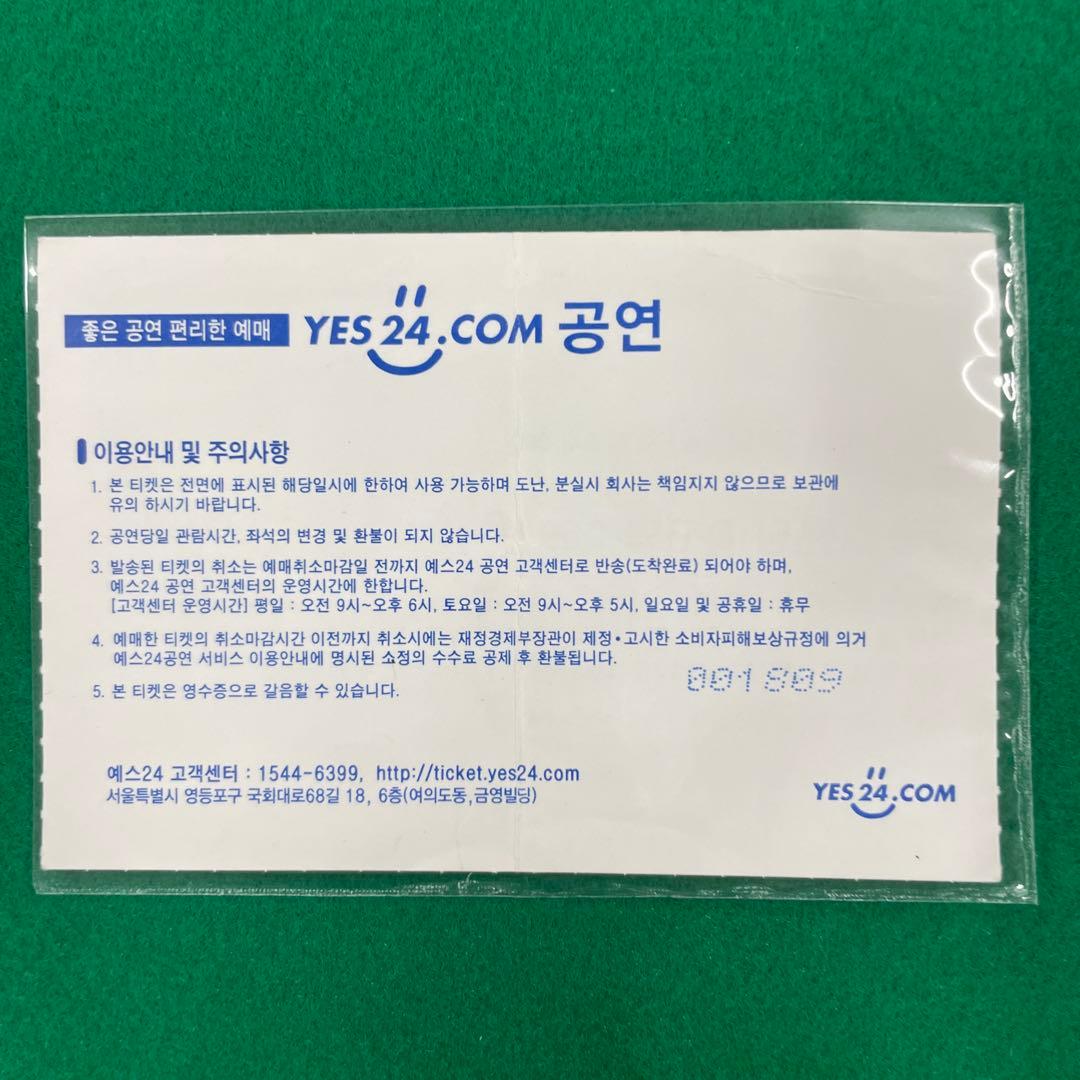 좋은 공연 편리한 예매 YES 24.COM 공연
이용안내 및 주의사항
1. 본 티켓은 전면에 표시된 해당일시에 한하여 사용 가능하며 도난, 분실시 회사는 책임지지 않으므로 보관에
유의 하시기 바랍니다.
2. 공연당일 관람시간, 좌석의 변경 및 환불이 되지 않습니다.
3. 발송된 티켓의 취소는 예매취소마감일 전까지 예스24 공연 고객센터로 반송(도착완료) 되어야 하며,
예스24 공연 고객센터의 운영시간에 한합니다.
[고객센터 운영시간] 평일 : 오전 9시~오후 6시, 토요일 : 오전 9시~오후 5시, 일요일 및 공휴일 : 휴무
4. 예매한 티켓의 취소마감시간 이전까지 취소시에는 재정경제부장관이 제정·고시한 소비자피해보상규정에 의거
예스24공연 서비스 이용안내에 명시된 소정의 수수료 공제 후 환불됩니다.
001809
5. 본 티켓은 영수증으로 갈음할 수 있습니다.
예스24 고객센터 : 1544-6399, http://ticket.yes24.com
서울특별시 영등포구 국회대로68길 18, 6층(여의도동,금영빌딩)
YES 24.COM